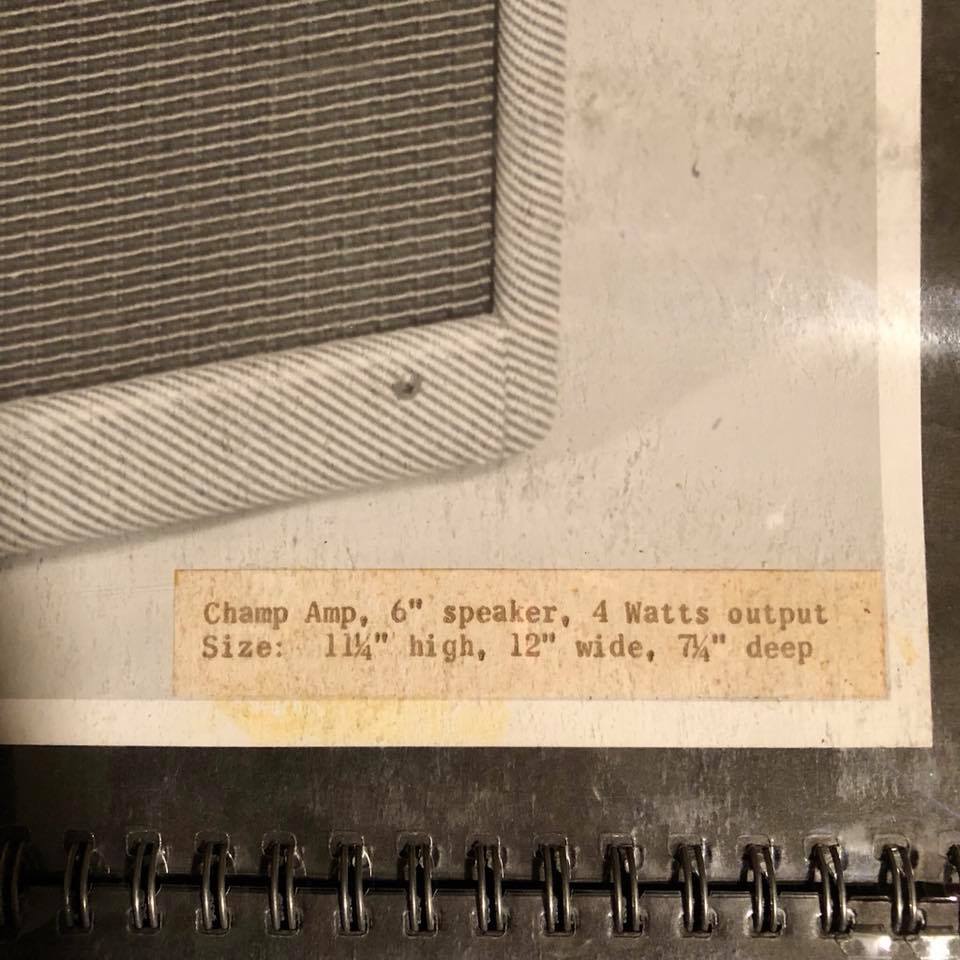 Champ Amp, 6" speaker, 4 Watts output
Size: 11¼" high, 12" wide, 7¼" deep